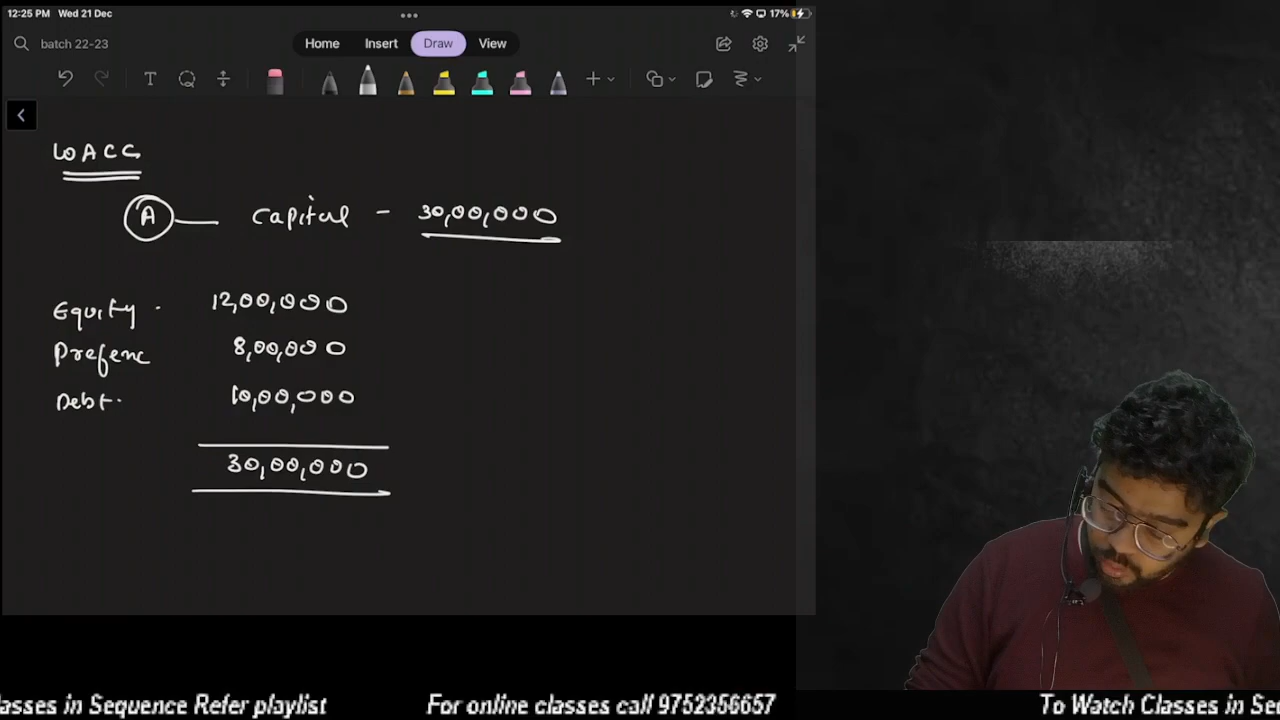 12:25 PM Wed 21 Dec
17%
batch 22-23
Home Insert Draw View
WACC
A — Capital - 30,00,000
Equity - 12,00,000
Prefenc 8,00,000
Debt. 10,00,000
30,00,000
lasses in Sequence Refer playlist For online classes call 9752356657 To Watch Classes in Se